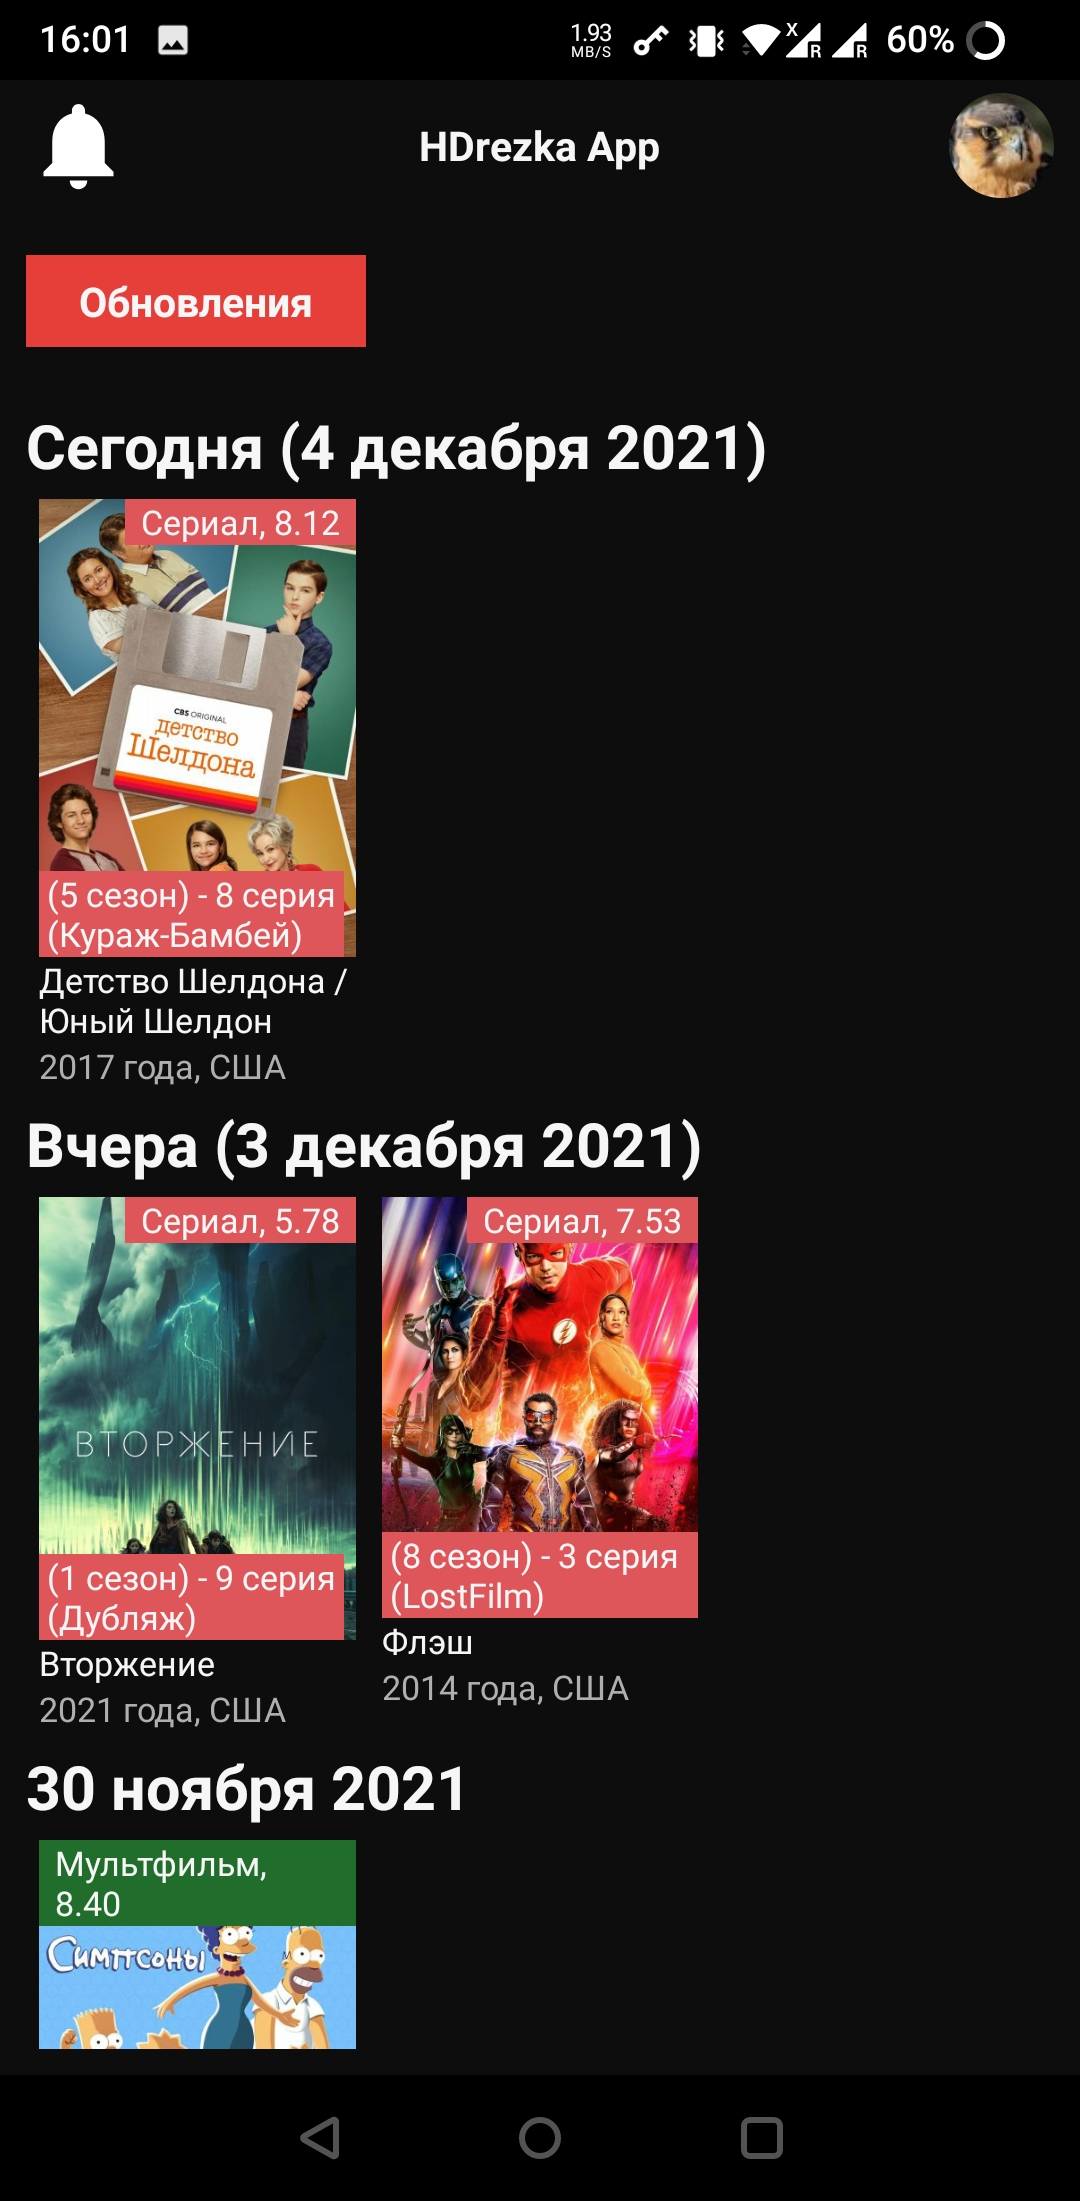 16:01
1.93
MB/S
X
R
R
60%
HDrezka App
Обновления
Сегодня (4 декабря 2021)
Сериал, 8.12
CBS ORIGINAL
детство
Шелдона
(5 сезон) - 8 серия
(Кураж-Бамбей)
Детство Шелдона /
Юный Шелдон
2017 года, США
Вчера (3 декабря 2021)
Сериал, 5.78
ВТОРЖЕНИЕ
(1 сезон) - 9 серия
(Дубляж)
Вторжение
2021 года, США
Сериал, 7.53
(8 сезон) - 3 серия
(LostFilm)
Флэш
2014 года, США
30 ноября 2021
Мультфильм,
8.40
Симпсоны